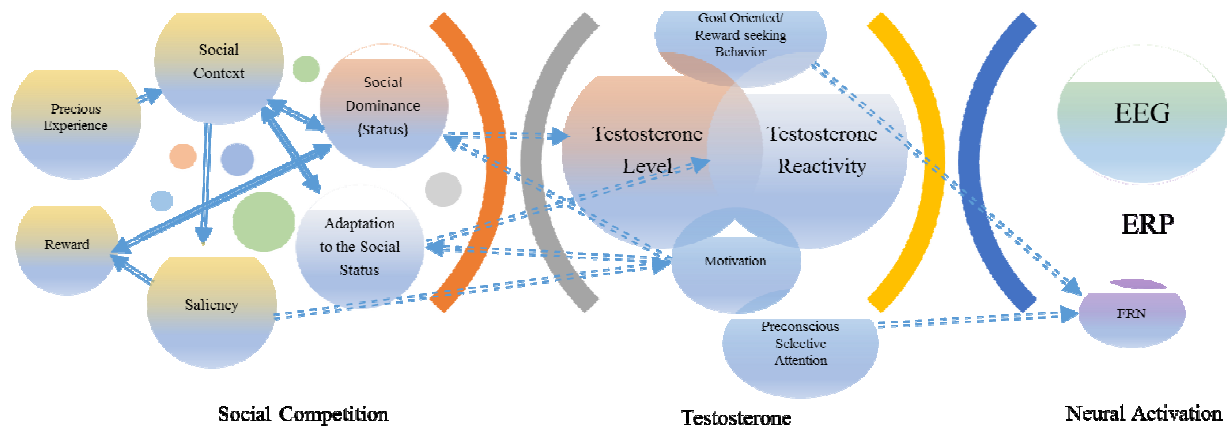 Social
Context
Precious
Experience
Social
Dominance
(Status)
Reward
Saliency
Adaptation
to the Social
Status
Social Competition
Goal Oriented/
Reward seeking
Behavior
Testosterone
Level
Testosterone
Reactivity
Motivation
Preconscious
Selective
Attention
Testosterone
EEG
ERP
FRN
Neural Activation